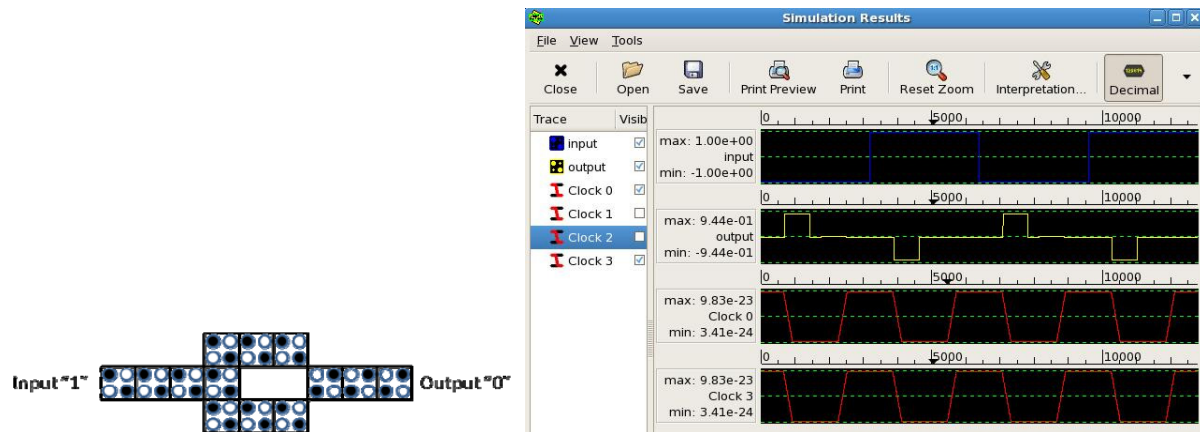 Input "1"
Output "0"
Simulation Results
File View Tools
Close Open Save Print Preview Print Reset Zoom Interpretation... Decimal
Trace Visib
input
output
Clock 0
Clock 1
Clock 2
Clock 3
0 5000 10000
max: 1.00e+00
input
min: -1.00e+00
0 5000 10000
max: 9.44e-01
output
min: -9.44e-01
0 5000 10000
max: 9.83e-23
Clock 0
min: 3.41e-24
0 5000 10000
max: 9.83e-23
Clock 3
min: 3.41e-24